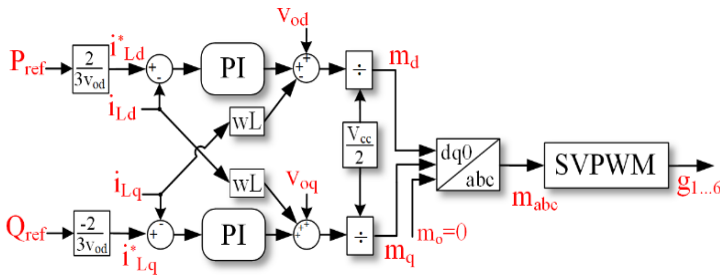 P_ref
2
3v_od
i*_Ld
+
-
PI
V_od
+
+
-
÷
m_d
i_Ld
wL
V_cc
2
dq0
abc
SVPWM
g_1...6
m_abc
i_Lq
wL
V_oq
Q_ref
-2
3v_od
i*_Lq
-
+
PI
+
+
+
÷
m_q
m_o=0